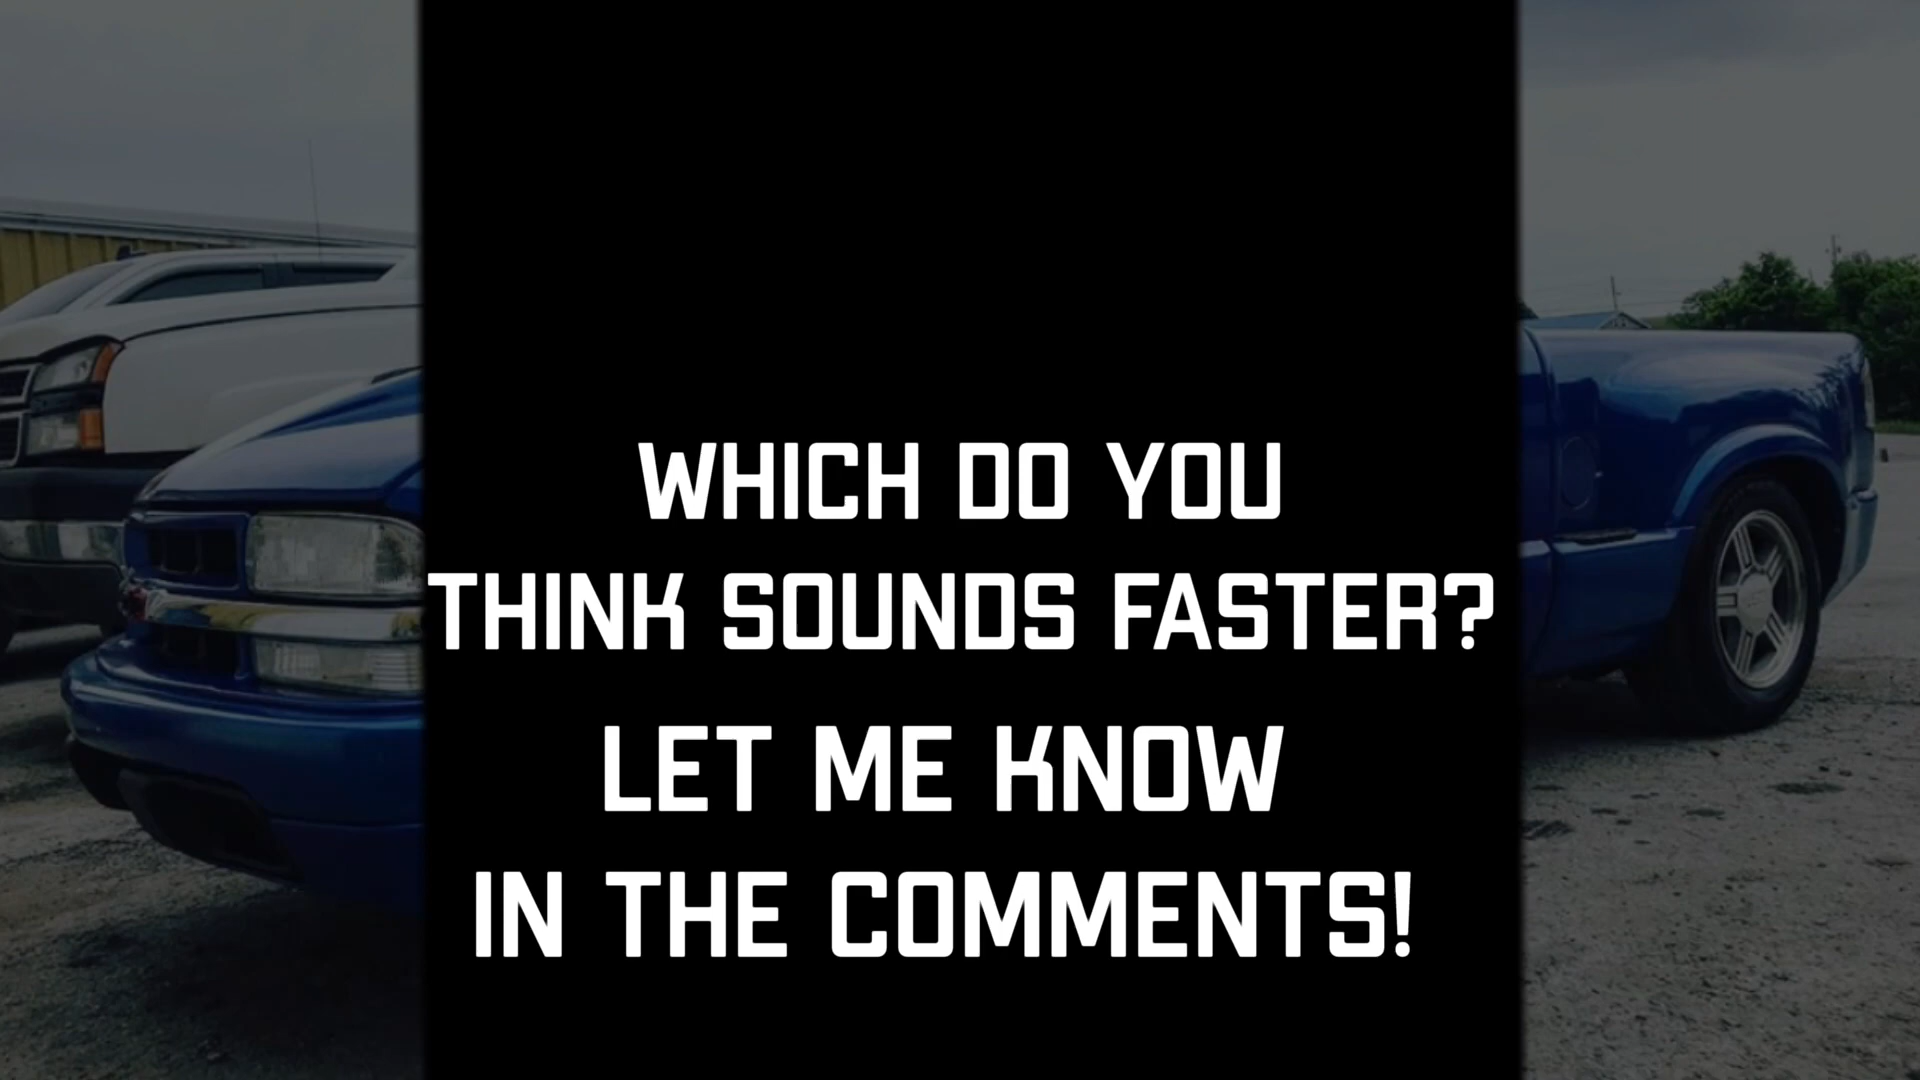 WHICH DO YOU
THINK SOUNDS FASTER?
LET ME KNOW
IN THE COMMENTS!